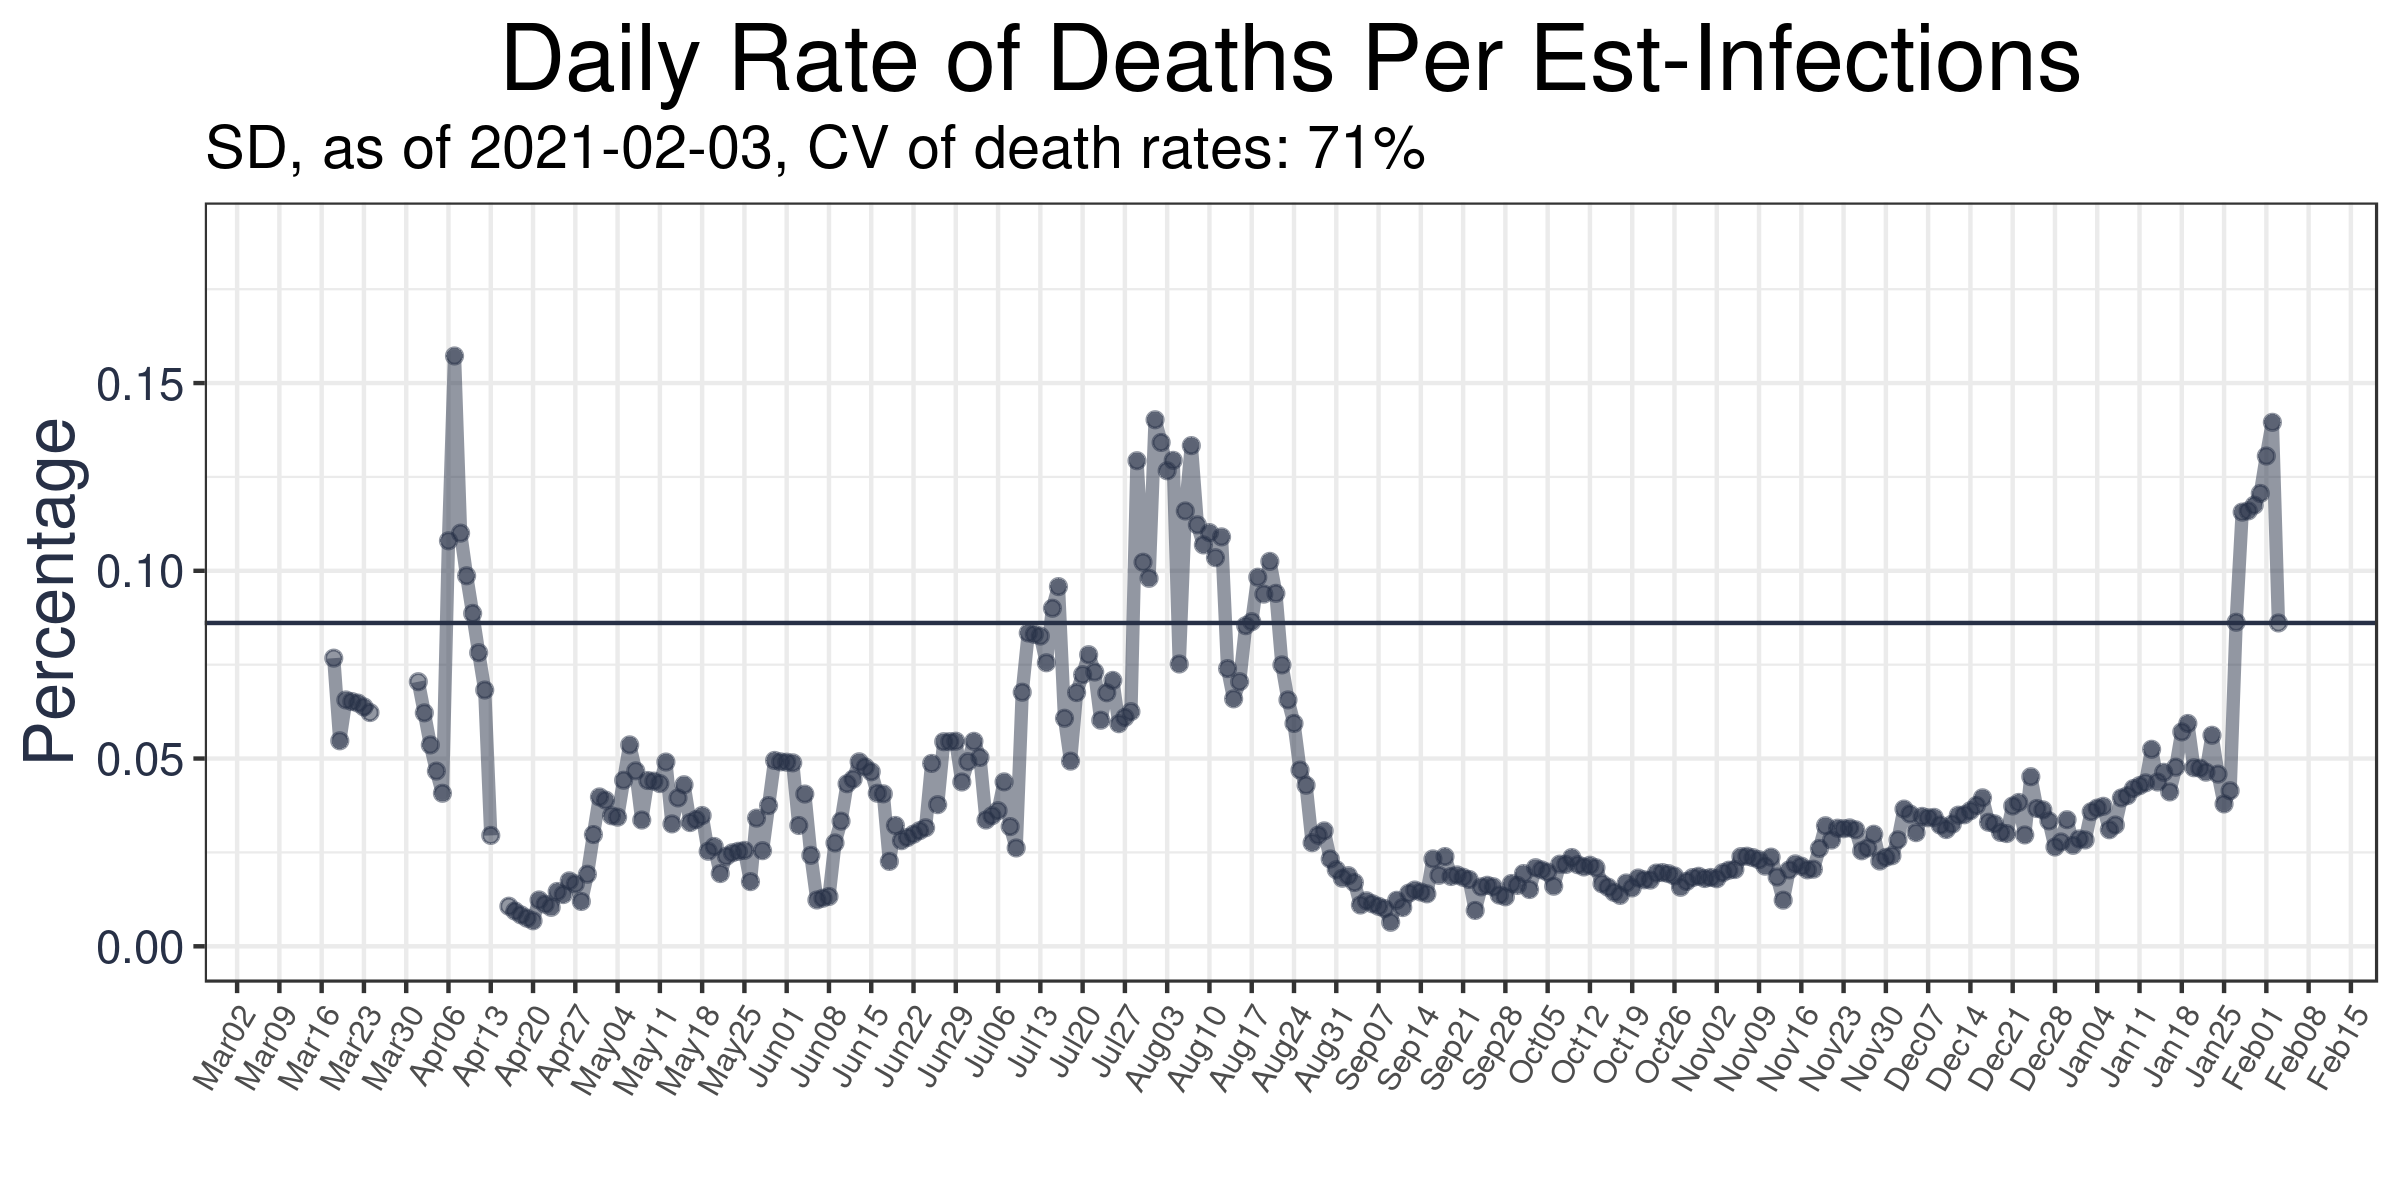 Daily Rate of Deaths Per Est-Infections
SD, as of 2021-02-03, CV of death rates: 71%
Percentage
0.15
0.10
0.05
0.00
Mar02
Mar09
Mar16
Mar23
Mar30
Apr06
Apr13
Apr20
Apr27
May04
May11
May18
May25
Jun01
Jun08
Jun15
Jun22
Jun29
Jul06
Jul13
Jul20
Jul27
Aug03
Aug10
Aug17
Aug24
Aug31
Sep07
Sep14
Sep21
Sep28
Oct05
Oct12
Oct19
Oct26
Nov02
Nov09
Nov16
Nov23
Nov30
Dec07
Dec14
Dec21
Dec28
Jan04
Jan11
Jan18
Jan25
Feb01
Feb08
Feb15